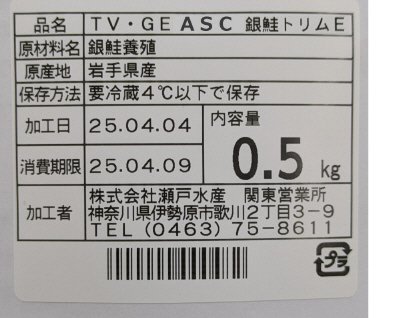 品名 TV・GE ASC 銀鮭トリムE
原材料名 銀鮭養殖
原産地 岩手県産
保存方法 要冷蔵4℃以下で保存
加工日 25.04.04 内容量
消費期限 25.04.09 0.5kg
加工者 株式会社瀬戸水産 関東営業所
神奈川県伊勢原市歌川2丁目3-9
TEL (0463) 75-8611
プラ